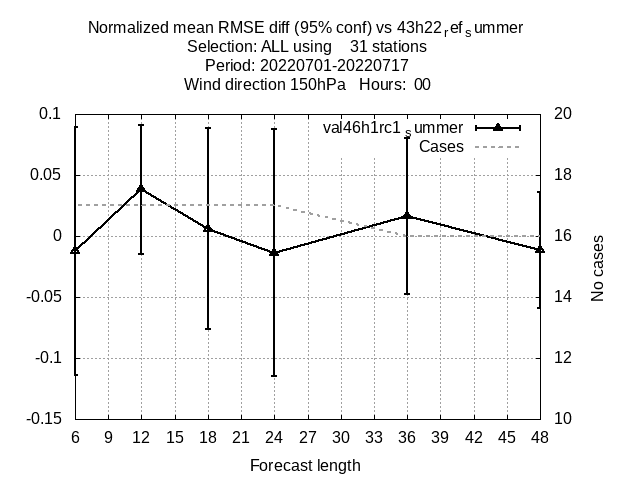 Normalized mean RMSE diff (95% conf) vs 43h22refsummer
Selection: ALL using 31 stations
Period: 20220701-20220717
Wind direction 150hPa Hours: 00
val46h1rc1summer
Cases
0.1
0.05
0
-0.05
-0.1
-0.15
20
18
16
14
12
10
No cases
6 9 12 15 18 21 24 27 30 33 36 39 42 45 48
Forecast length